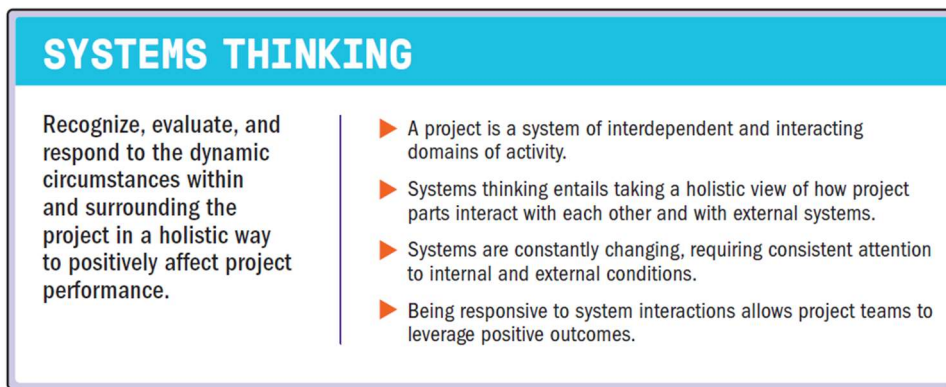 SYSTEMS THINKING
Recognize, evaluate, and
respond to the dynamic
circumstances within
and surrounding the
project in a holistic way
to positively affect project
performance.
A project is a system of interdependent and interacting
domains of activity.
Systems thinking entails taking a holistic view of how project
parts interact with each other and with external systems.
Systems are constantly changing, requiring consistent attention
to internal and external conditions.
Being responsive to system interactions allows project teams to
leverage positive outcomes.